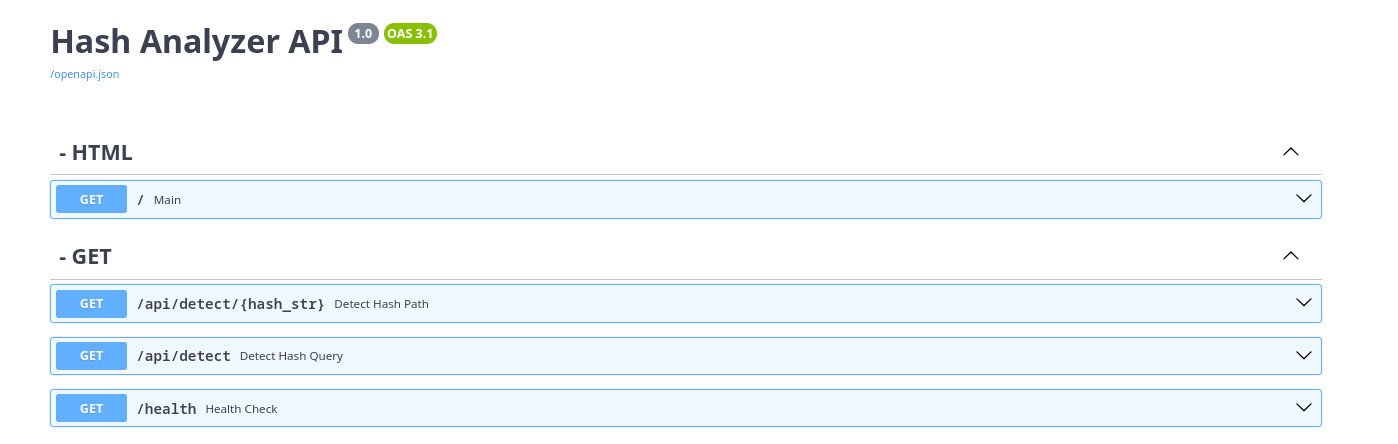 Hash Analyzer API 1.0 OAS 3.1
/openapi.json
- HTML
GET / Main
- GET
GET /api/detect/{hash_str} Detect Hash Path
GET /api/detect Detect Hash Query
GET /health Health Check